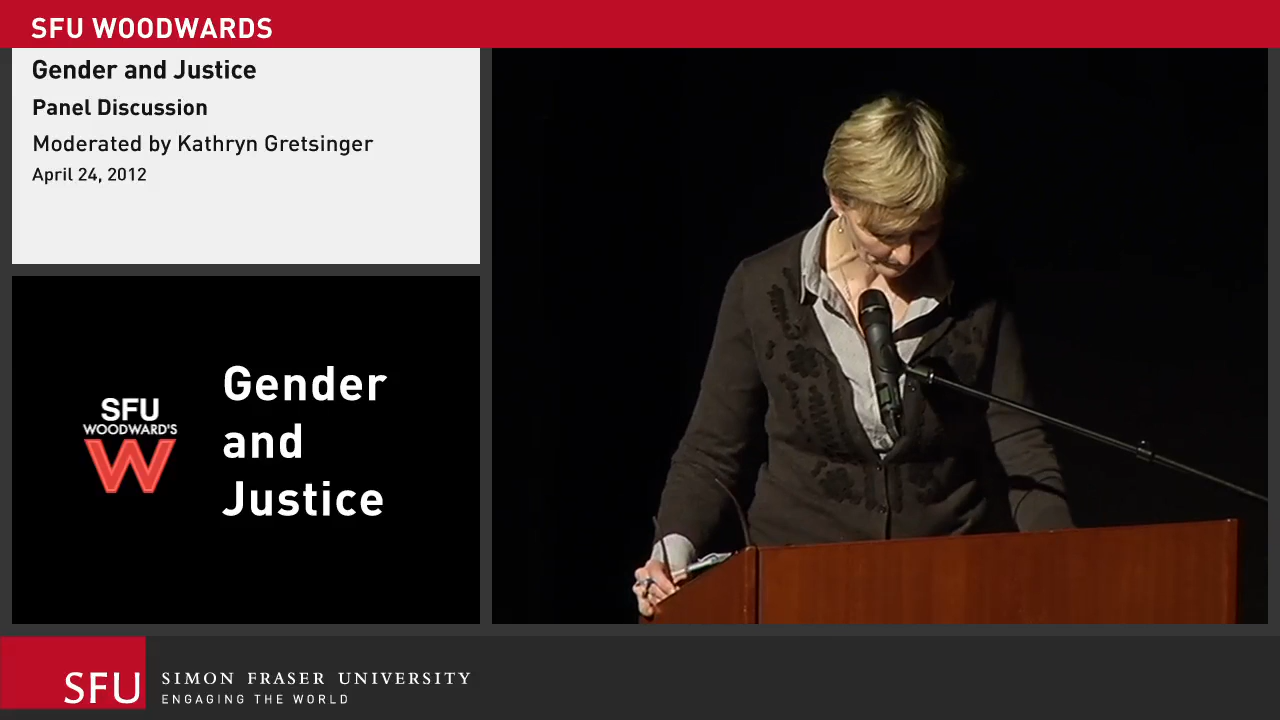 SFU WOODWARDS
Gender and Justice
Panel Discussion
Moderated by Kathryn Gretsinger
April 24, 2012
SFU
WOODWARD'S
W
Gender
and
Justice
SFU
SIMON FRASER UNIVERSITY
ENGAGING THE WORLD